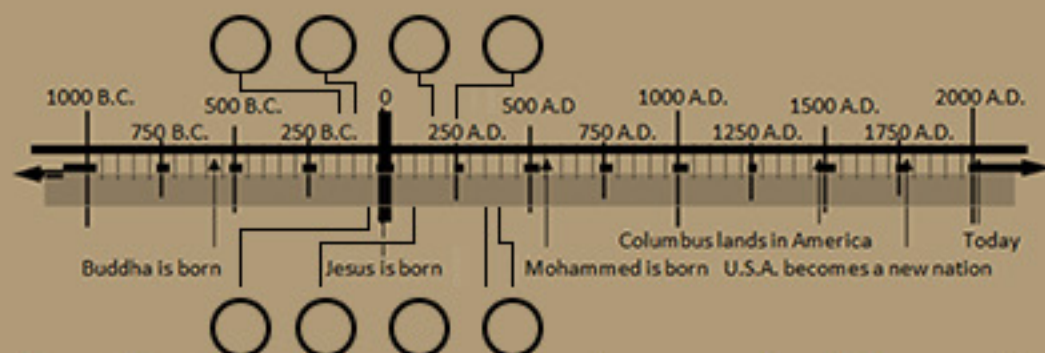 1000 B.C.
500 B.C.
0
500 A.D
1000 A.D.
1500 A.D.
2000 A.D.
750 B.C.
250 B.C.
250 A.D.
750 A.D.
1250 A.D.
1750 A.D.
Columbus lands in America
Today
Buddha is born
Jesus is born
Mohammed is born
U.S.A. becomes a new nation